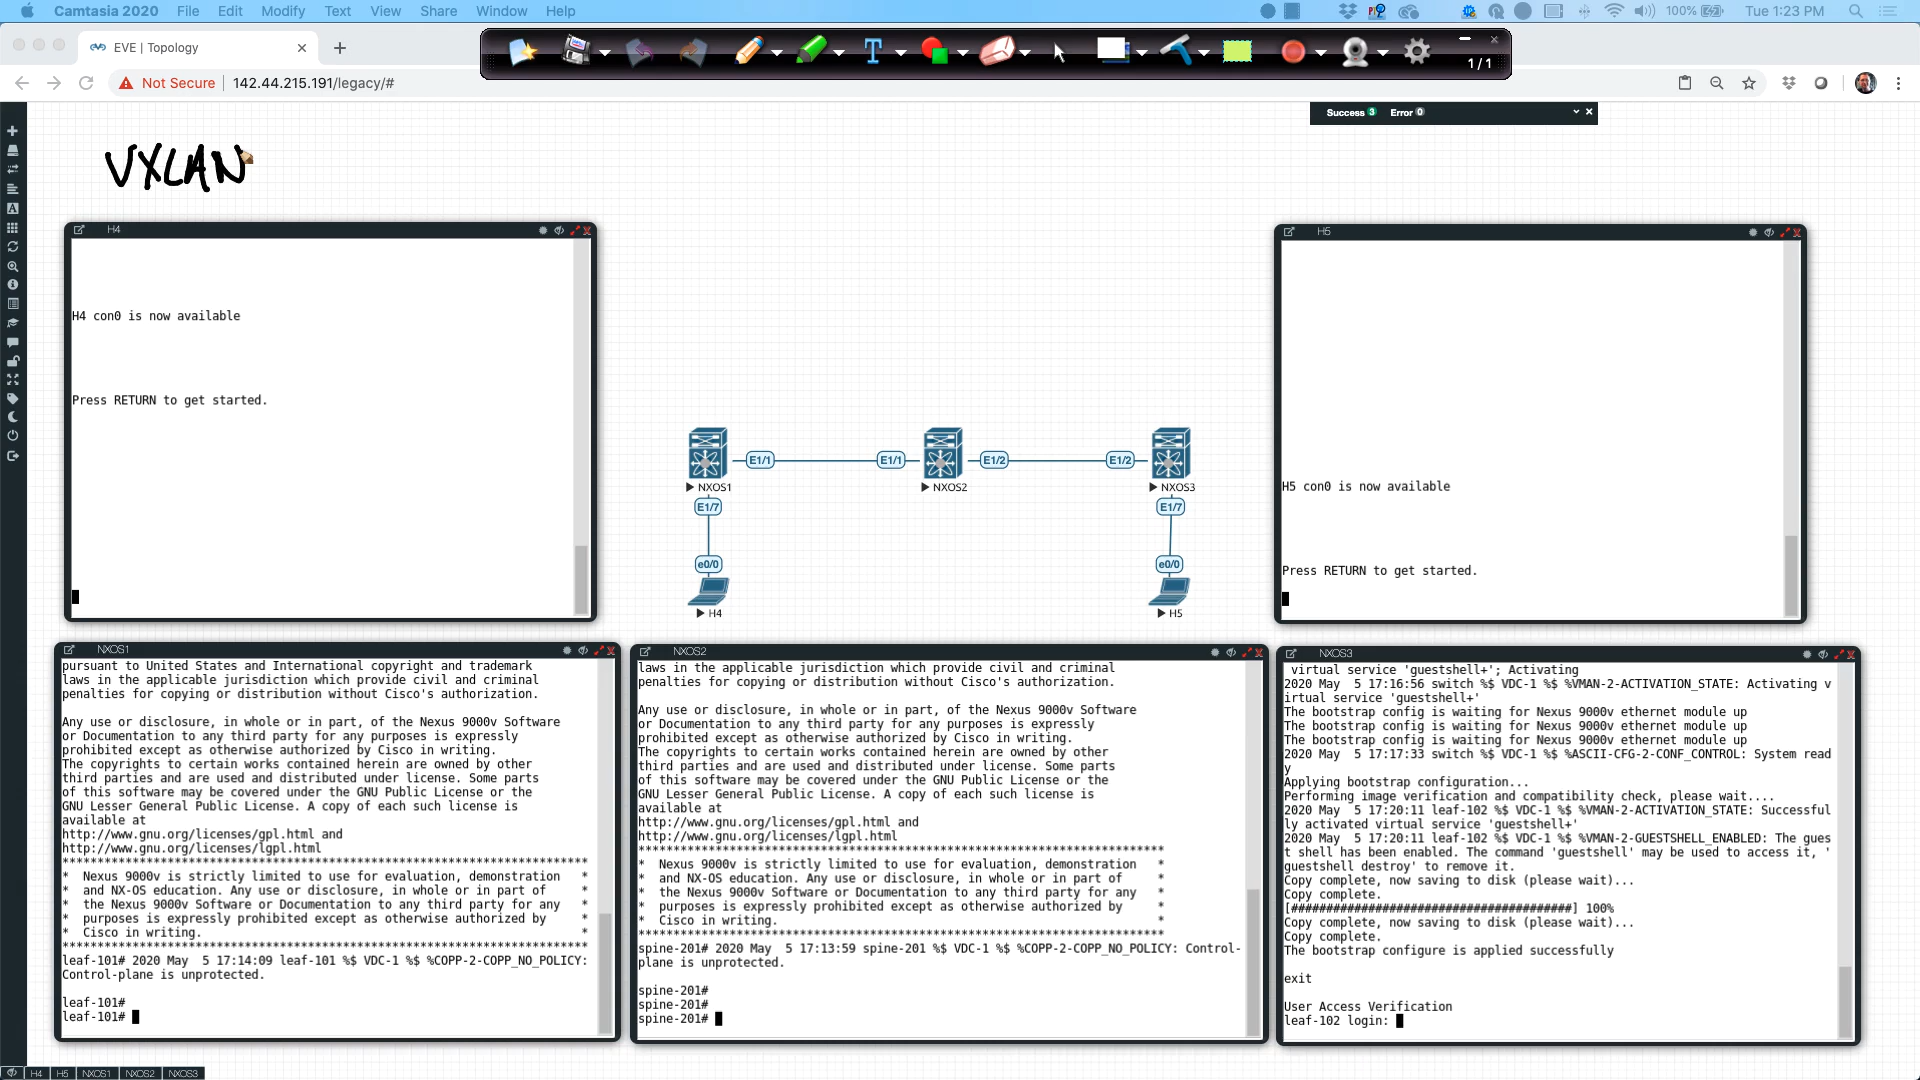 Camtasia 2020 File Edit Modify Text View Share Window Help 100% Tue 1:23 PM
EVE | Topology
1/1
Not Secure 142.44.215.191/legacy/#
Success 3 Error 0
VXLAN
H4
H4 con0 is now available
Press RETURN to get started.
H5
H5 con0 is now available
Press RETURN to get started.
E1/1 E1/1 E1/2 E1/2
NXOS1 NXOS2 NXOS3
E1/7 E1/7
e0/0 e0/0
H4 H5
NXOS1
pursuant to United States and International copyright and trademark
laws in the applicable jurisdiction which provide civil and criminal
penalties for copying or distribution without Cisco's authorization.
Any use or disclosure, in whole or in part, of the Nexus 9000v Software
or Documentation to any third party for any purposes is expressly
prohibited except as otherwise authorized by Cisco in writing.
The copyrights to certain works contained herein are owned by other
third parties and are used and distributed under license. Some parts
of this software may be covered under the GNU Public License or the
GNU Lesser General Public License. A copy of each such license is
available at
http://www.gnu.org/licenses/gpl.html and
http://www.gnu.org/licenses/lgpl.html
***************************************************************************
* Nexus 9000v is strictly limited to use for evaluation, demonstration *
* and NX-OS education. Any use or disclosure, in whole or in part of *
* the Nexus 9000v Software or Documentation to any third party for any *
* purposes is expressly prohibited except as otherwise authorized by *
* Cisco in writing. *
***************************************************************************
leaf-101# 2020 May  5 17:14:09 leaf-101 %$ VDC-1 %$ %COPP-2-COPP_NO_POLICY:
Control-plane is unprotected.
leaf-101#
leaf-101#
NXOS2
laws in the applicable jurisdiction which provide civil and criminal
penalties for copying or distribution without Cisco's authorization.
Any use or disclosure, in whole or in part, of the Nexus 9000v Software
or Documentation to any third party for any purposes is expressly
prohibited except as otherwise authorized by Cisco in writing.
The copyrights to certain works contained herein are owned by other
third parties and are used and distributed under license. Some parts
of this software may be covered under the GNU Public License or the
GNU Lesser General Public License. A copy of each such license is
available at
http://www.gnu.org/licenses/gpl.html and
http://www.gnu.org/licenses/lgpl.html
***************************************************************************
* Nexus 9000v is strictly limited to use for evaluation, demonstration *
* and NX-OS education. Any use or disclosure, in whole or in part of *
* the Nexus 9000v Software or Documentation to any third party for any *
* purposes is expressly prohibited except as otherwise authorized by *
* Cisco in writing. *
***************************************************************************
spine-201# 2020 May  5 17:13:59 spine-201 %$ VDC-1 %$ %COPP-2-COPP_NO_POLICY: Control-
plane is unprotected.
spine-201#
spine-201#
spine-201#
NXOS3
virtual service 'guestshell+'; Activating
2020 May  5 17:16:56 switch %$ VDC-1 %$ %VMAN-2-ACTIVATION_STATE: Activating v
irtual service 'guestshell+'
The bootstrap config is waiting for Nexus 9000v ethernet module up
The bootstrap config is waiting for Nexus 9000v ethernet module up
The bootstrap config is waiting for Nexus 9000v ethernet module up
2020 May  5 17:17:33 switch %$ VDC-1 %$ %ASCII-CFG-2-CONF_CONTROL: System read
y
Applying bootstrap configuration...
Performing image verification and compatibility check, please wait....
2020 May  5 17:20:11 leaf-102 %$ VDC-1 %$ %VMAN-2-ACTIVATION_STATE: Successful
ly activated virtual service 'guestshell+'
2020 May  5 17:20:11 leaf-102 %$ VDC-1 %$ %VMAN-2-GUESTSHELL_ENABLED: The gues
t shell has been enabled. The command 'guestshell' may be used to access it, '
guestshell destroy' to remove it.
Copy complete, now saving to disk (please wait)...
Copy complete.
[########################################] 100%
Copy complete, now saving to disk (please wait)...
Copy complete.
The bootstrap configure is applied successfully
exit
User Access Verification
leaf-102 login:
H4 H5 NXOS1 NXOS2 NXOS3